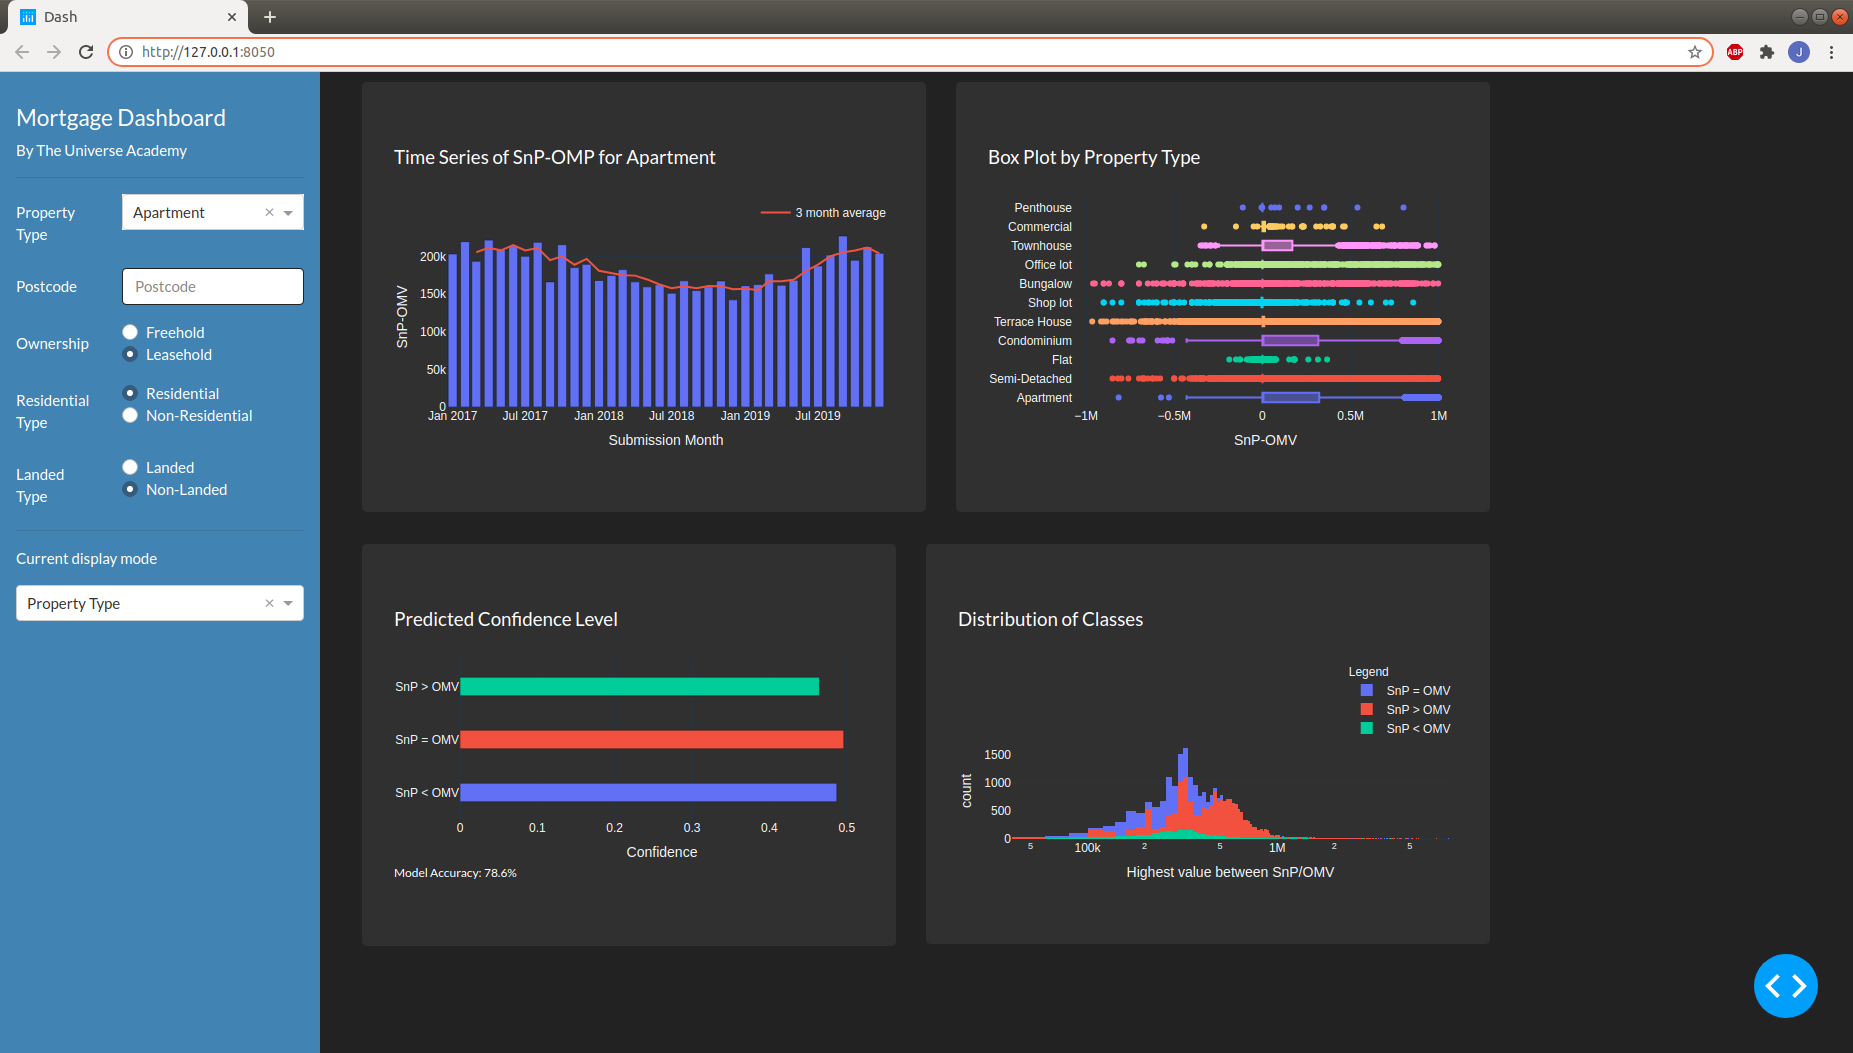 Dash
http://127.0.0.1:8050
ABP
J
Mortgage Dashboard
By The Universe Academy
Property Type
Apartment
Postcode
Postcode
Ownership
Freehold
Leasehold
Residential Type
Residential
Non-Residential
Landed Type
Landed
Non-Landed
Current display mode
Property Type
Time Series of SnP-OMP for Apartment
3 month average
SnP-OMV
200k
150k
100k
50k
0
Jan 2017 Jul 2017 Jan 2018 Jul 2018 Jan 2019 Jul 2019
Submission Month
Box Plot by Property Type
Penthouse
Commercial
Townhouse
Office lot
Bungalow
Shop lot
Terrace House
Condominium
Flat
Semi-Detached
Apartment
−1M −0.5M 0 0.5M 1M
SnP-OMV
Predicted Confidence Level
SnP > OMV
SnP = OMV
SnP < OMV
0 0.1 0.2 0.3 0.4 0.5
Confidence
Model Accuracy: 78.6%
Distribution of Classes
Legend
SnP = OMV
SnP > OMV
SnP < OMV
count
1500
1000
500
0
5 100k 2 5 1M 2 5
Highest value between SnP/OMV